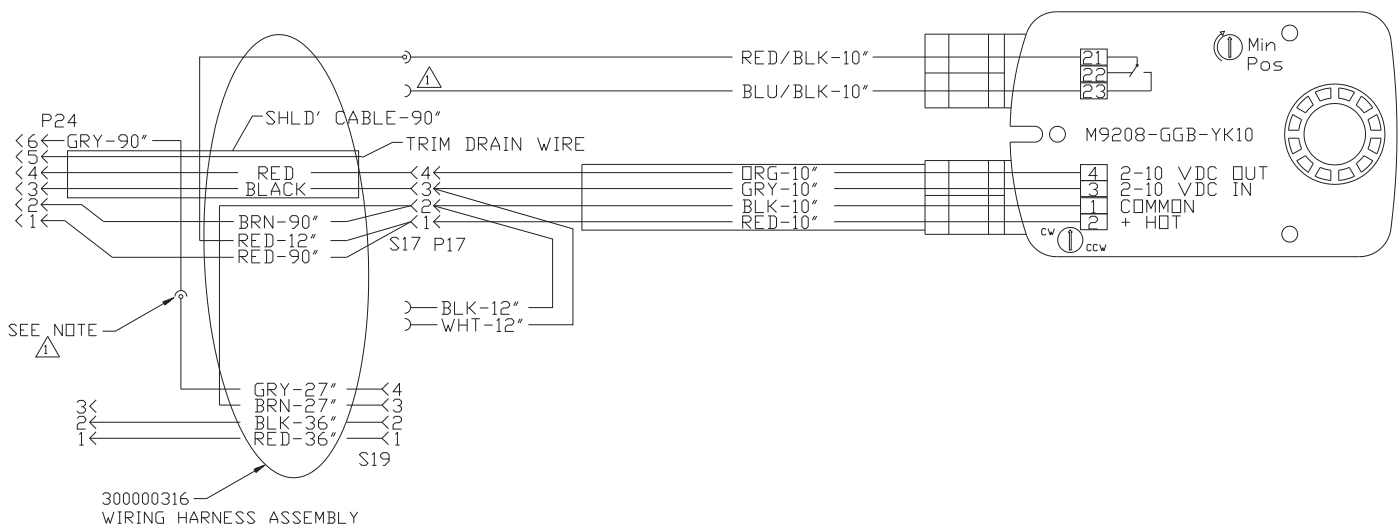 RED/BLK-10"
21
22
23
Min
Pos
1
BLU/BLK-10"
P24
SHLD' CABLE-90"
6
GRY-90"
5
TRIM DRAIN WIRE
M9208-GGB-YK10
4
RED
4
ORG-10"
4
2-10 VDC OUT
3
BLACK
3
GRY-10"
3
2-10 VDC IN
2
2
BLK-10"
1
COMMON
1
BRN-90"
1
RED-10"
2
+ HOT
RED-12"
S17 P17
CW
CCW
RED-90"
BLK-12"
WHT-12"
SEE NOTE
1
GRY-27"
4
3
BRN-27"
3
2
BLK-36"
2
1
RED-36"
1
S19
300000316
WIRING HARNESS ASSEMBLY